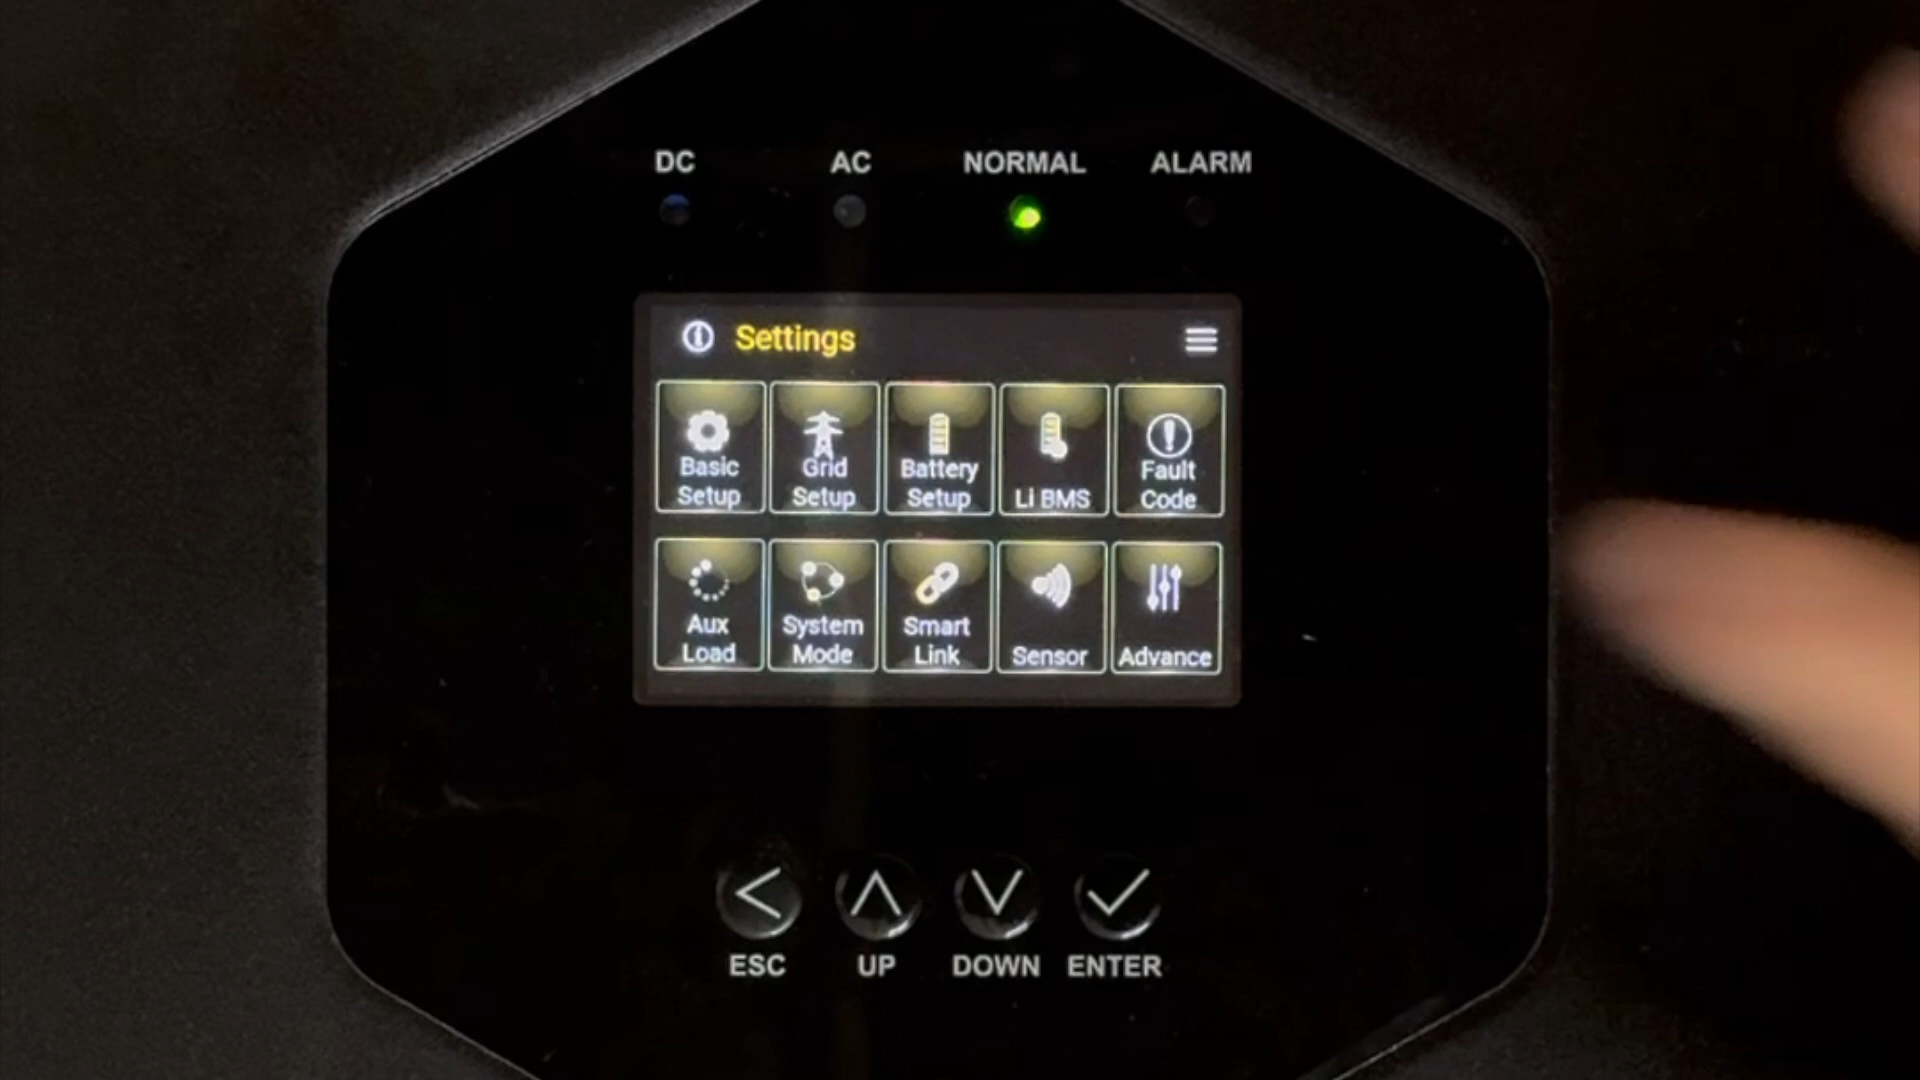 DC AC NORMAL ALARM
Settings
Basic Setup
Grid Setup
Battery Setup
Li BMS
Fault Code
Aux Load
System Mode
Smart Link
Sensor
Advance
ESC UP DOWN ENTER